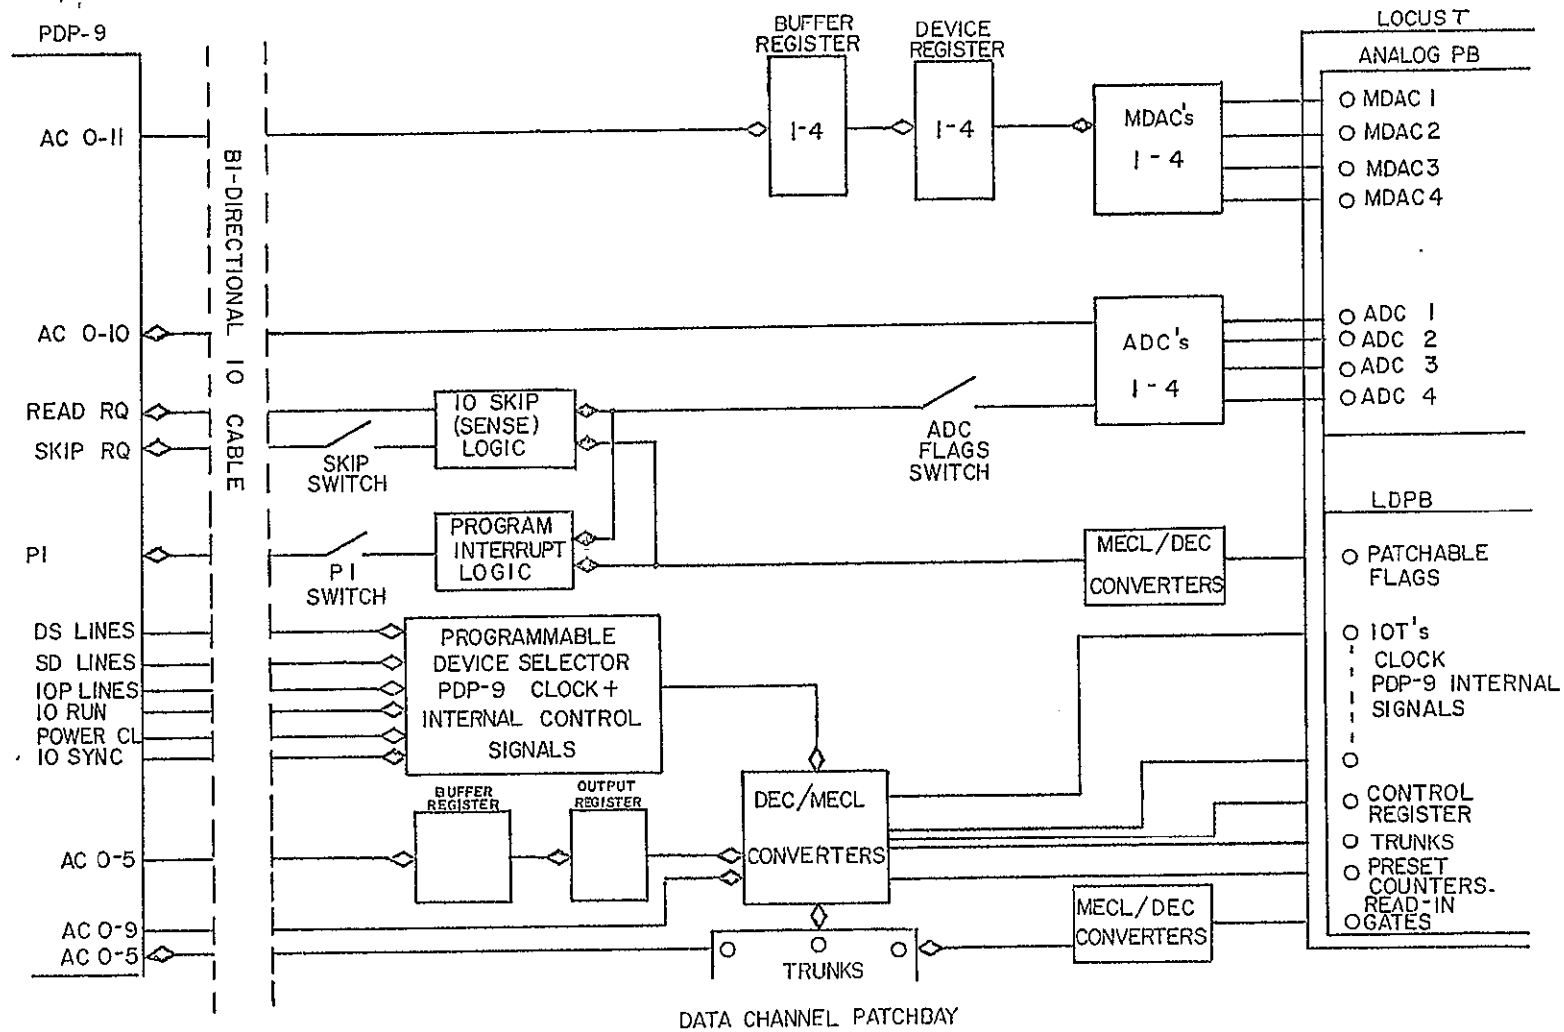 PDP-9
AC 0-11
AC 0-10
READ RQ
SKIP RQ
PI
DS LINES
SD LINES
IOP LINES
IO RUN
POWER CL
IO SYNC
AC 0-5
AC 0-9
AC 0-5
BI-DIRECTIONAL IO CABLE
BUFFER
REGISTER
1-4
DEVICE
REGISTER
1-4
MDAC's
1-4
ADC's
1-4
IO SKIP
(SENSE)
LOGIC
SKIP
SWITCH
ADC
FLAGS
SWITCH
PROGRAM
INTERRUPT
LOGIC
PI
SWITCH
MECL/DEC
CONVERTERS
PROGRAMMABLE
DEVICE SELECTOR
PDP-9 CLOCK +
INTERNAL CONTROL
SIGNALS
BUFFER
REGISTER
OUTPUT
REGISTER
DEC/MECL
CONVERTERS
MECL/DEC
CONVERTERS
TRUNKS
DATA CHANNEL PATCHBAY
LOCUST
ANALOG PB
MDAC 1
MDAC 2
MDAC 3
MDAC 4
ADC 1
ADC 2
ADC 3
ADC 4
LDPB
PATCHABLE
FLAGS
IOT's
CLOCK
PDP-9 INTERNAL
SIGNALS
CONTROL
REGISTER
TRUNKS
PRESET
COUNTERS-
READ-IN
GATES